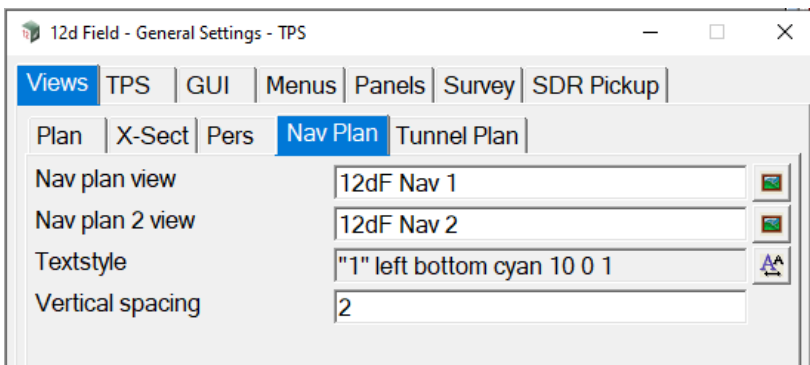 12d Field - General Settings - TPS
Views TPS GUI Menus Panels Survey SDR Pickup
Plan X-Sect Pers Nav Plan Tunnel Plan
Nav plan view 12dF Nav 1
Nav plan 2 view 12dF Nav 2
Textstyle "1" left bottom cyan 10 0 1
Vertical spacing 2